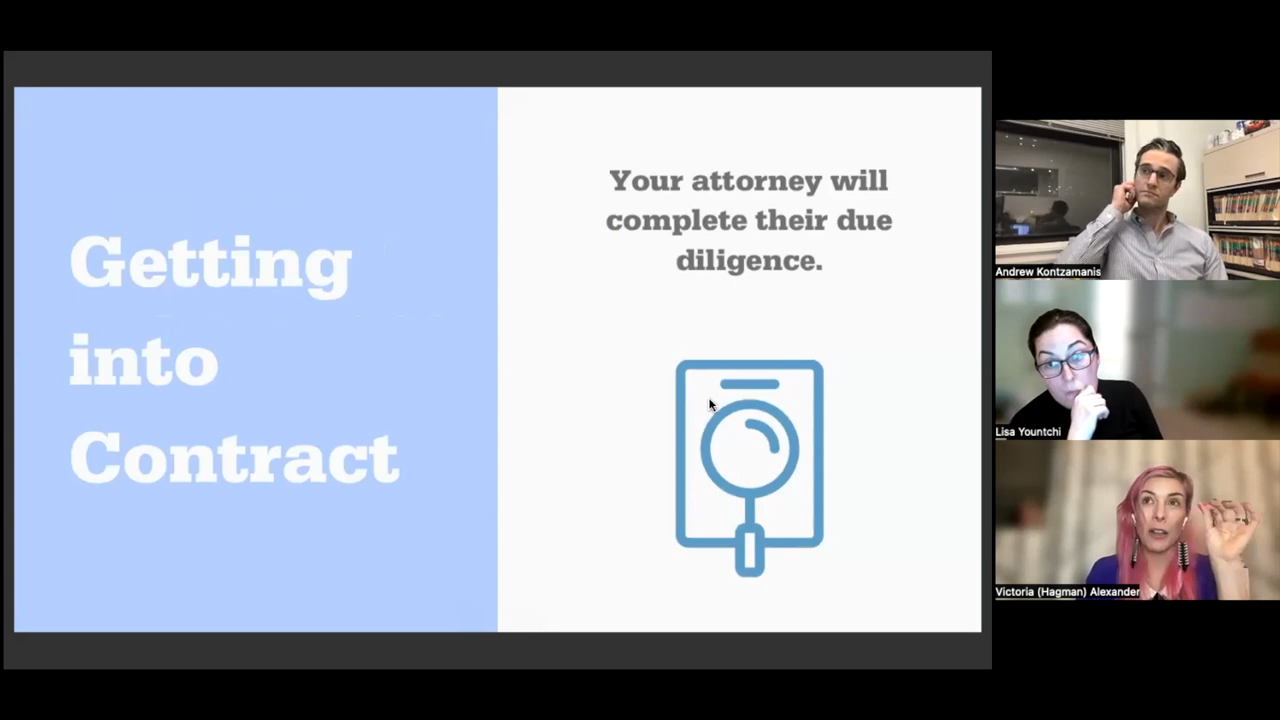 Getting
into
Contract
Your attorney will
complete their due
diligence.
Andrew Kontzamanis
Lisa Yountchi
Victoria (Hagman) Alexander